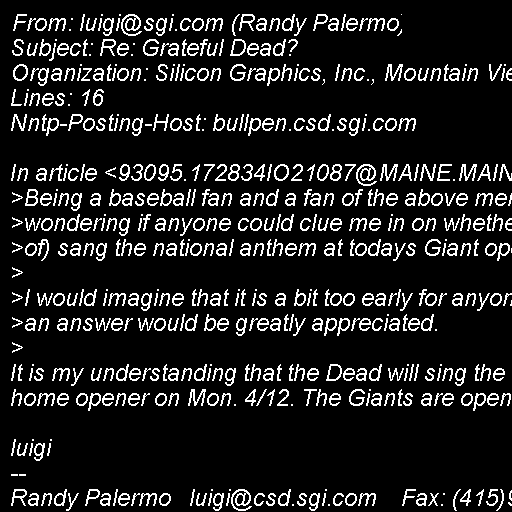 From: luigi@sgi.com (Randy Palermo)
Subject: Re: Grateful Dead?
Organization: Silicon Graphics, Inc., Mountain Vie
Lines: 16
Nntp-Posting-Host: bullpen.csd.sgi.com

In article <93095.172834IO21087@MAINE.MAIN
>Being a baseball fan and a fan of the above mer
>wondering if anyone could clue me in on whethe
>of) sang the national anthem at todays Giant ope
>
>I would imagine that it is a bit too early for anyon
>an answer would be greatly appreciated.
>
It is my understanding that the Dead will sing the
home opener on Mon. 4/12. The Giants are open

luigi
--
Randy Palermo luigi@csd.sgi.com Fax: (415)9